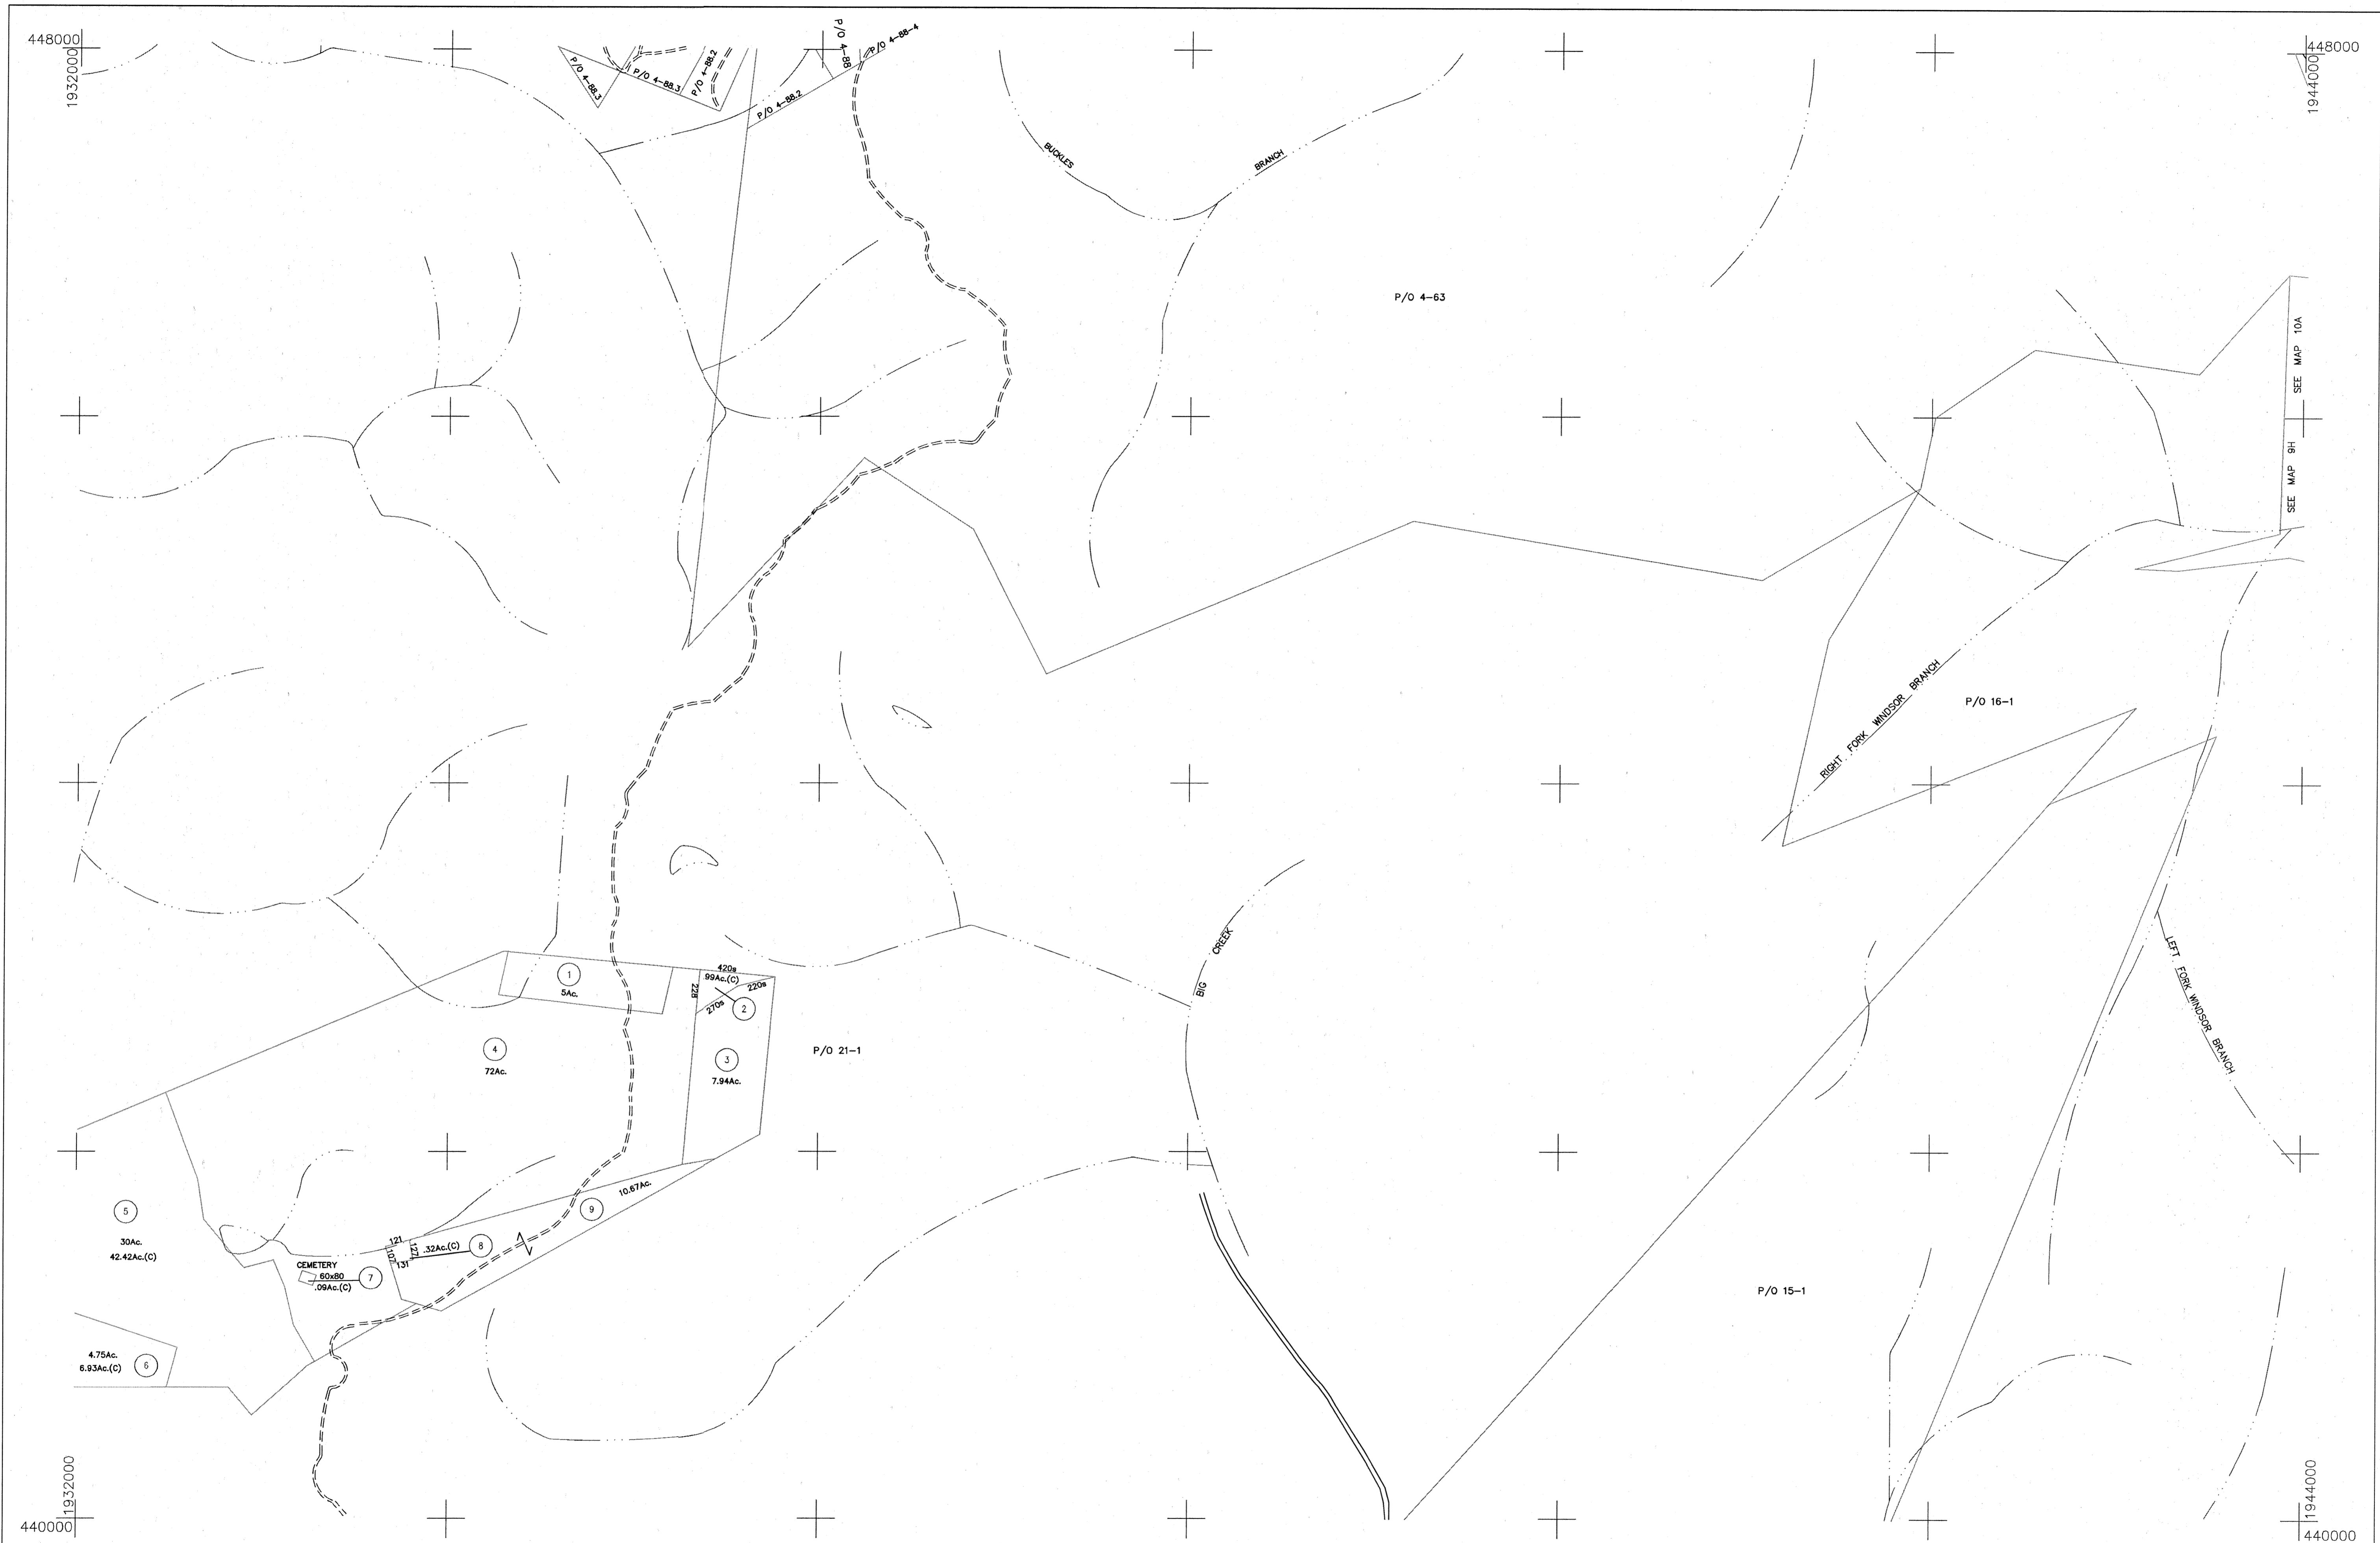 448000
1932000
P/O 4-88.3
P/O 4-88.3
P/O 4-88.2
P/O 4-88.2
P/O 4-88
P/O 4-88-4
448000
1944000
BUCKLES
BRANCH
P/O 4-63
SEE MAP 10A
SEE MAP 9H
RIGHT FORK WINDSOR BRANCH
P/O 16-1
BIG CREEK
LEFT FORK WINDSOR BRANCH
1
5Ac.
420s
.99Ac.(C)
228
220s
270s
2
4
72Ac.
3
7.94Ac.
P/O 21-1
5
30Ac.
42.42Ac.(C)
10.67Ac.
9
121
107
127
131
.32Ac.(C)
8
CEMETERY
60x80
.09Ac.(C)
7
P/O 15-1
4.75Ac.
6.93Ac.(C)
6
1932000
440000
1944000
440000